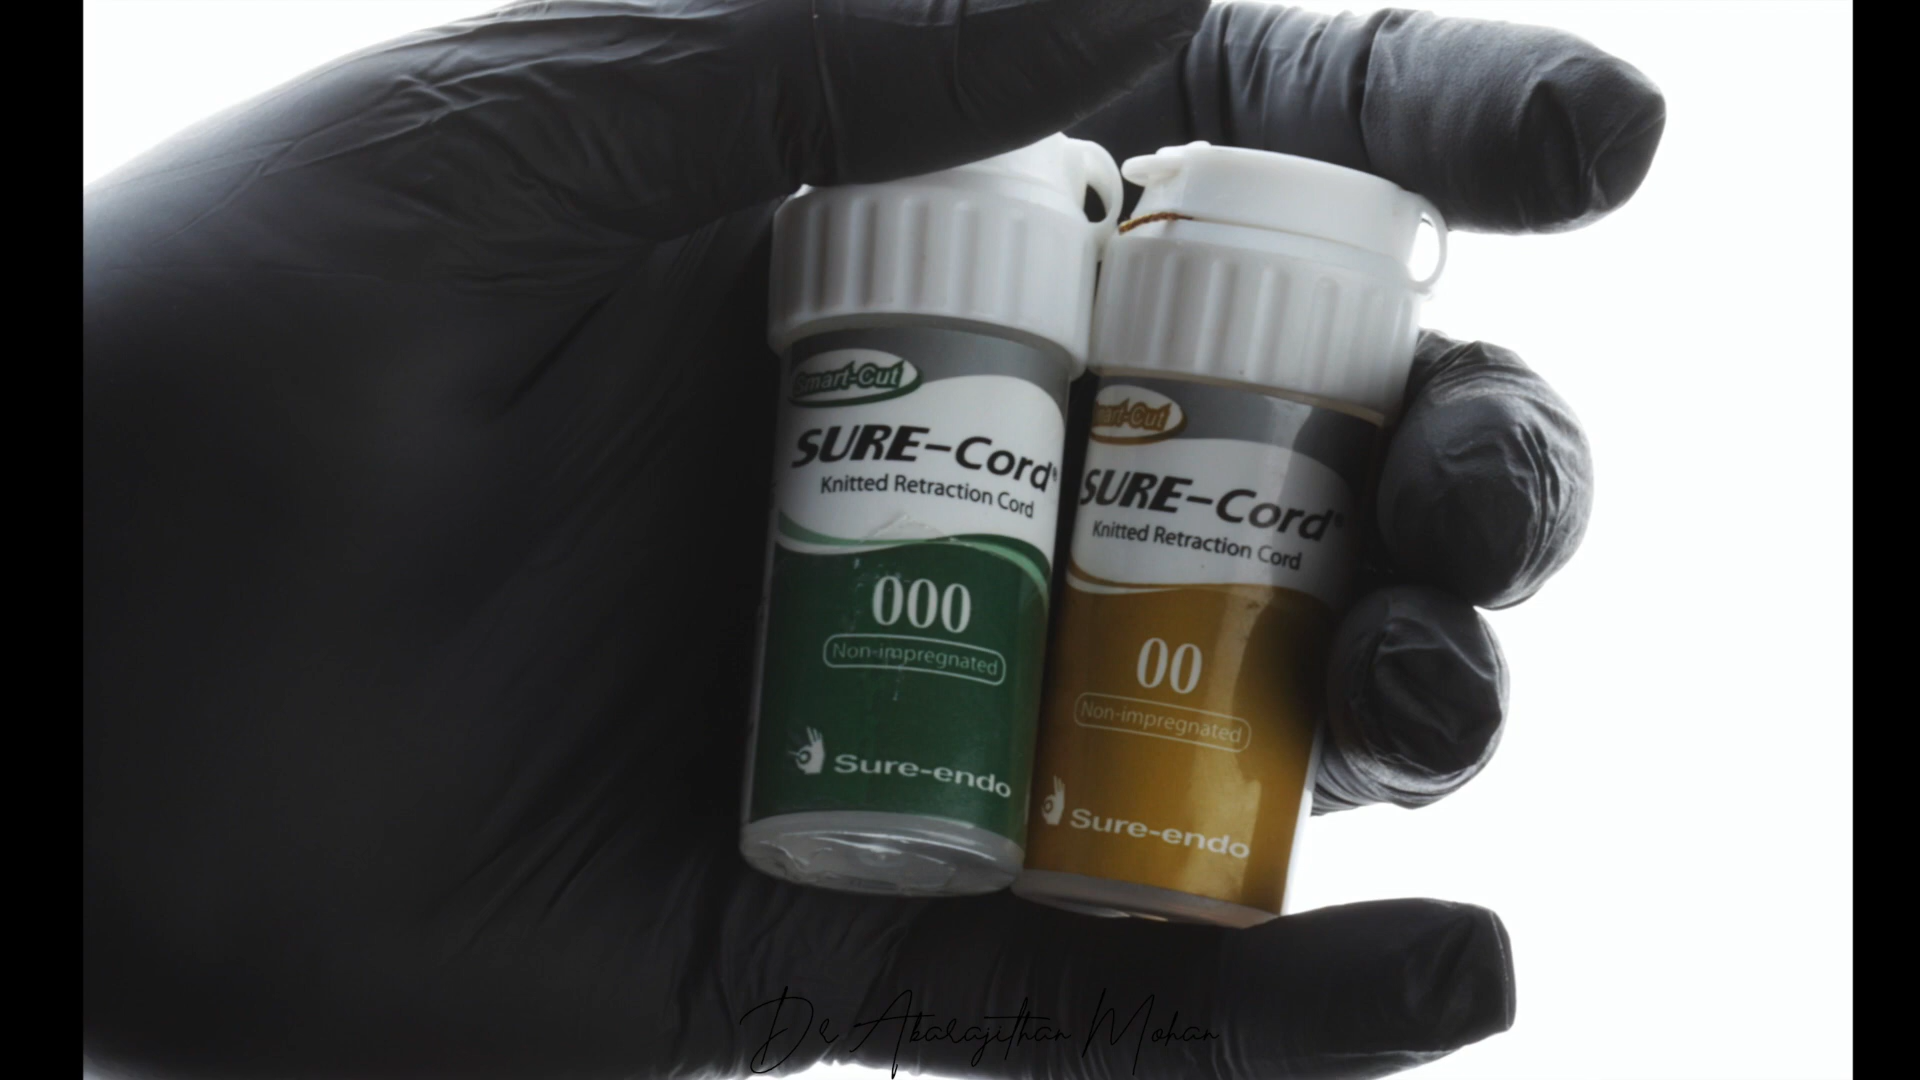 Smart-Cut
SURE-Cord®
Knitted Retraction Cord
000
Non-impregnated
Sure-endo
Smart-Cut
SURE-Cord®
Knitted Retraction Cord
00
Non-impregnated
Sure-endo
Dr Abarajithan Mohan